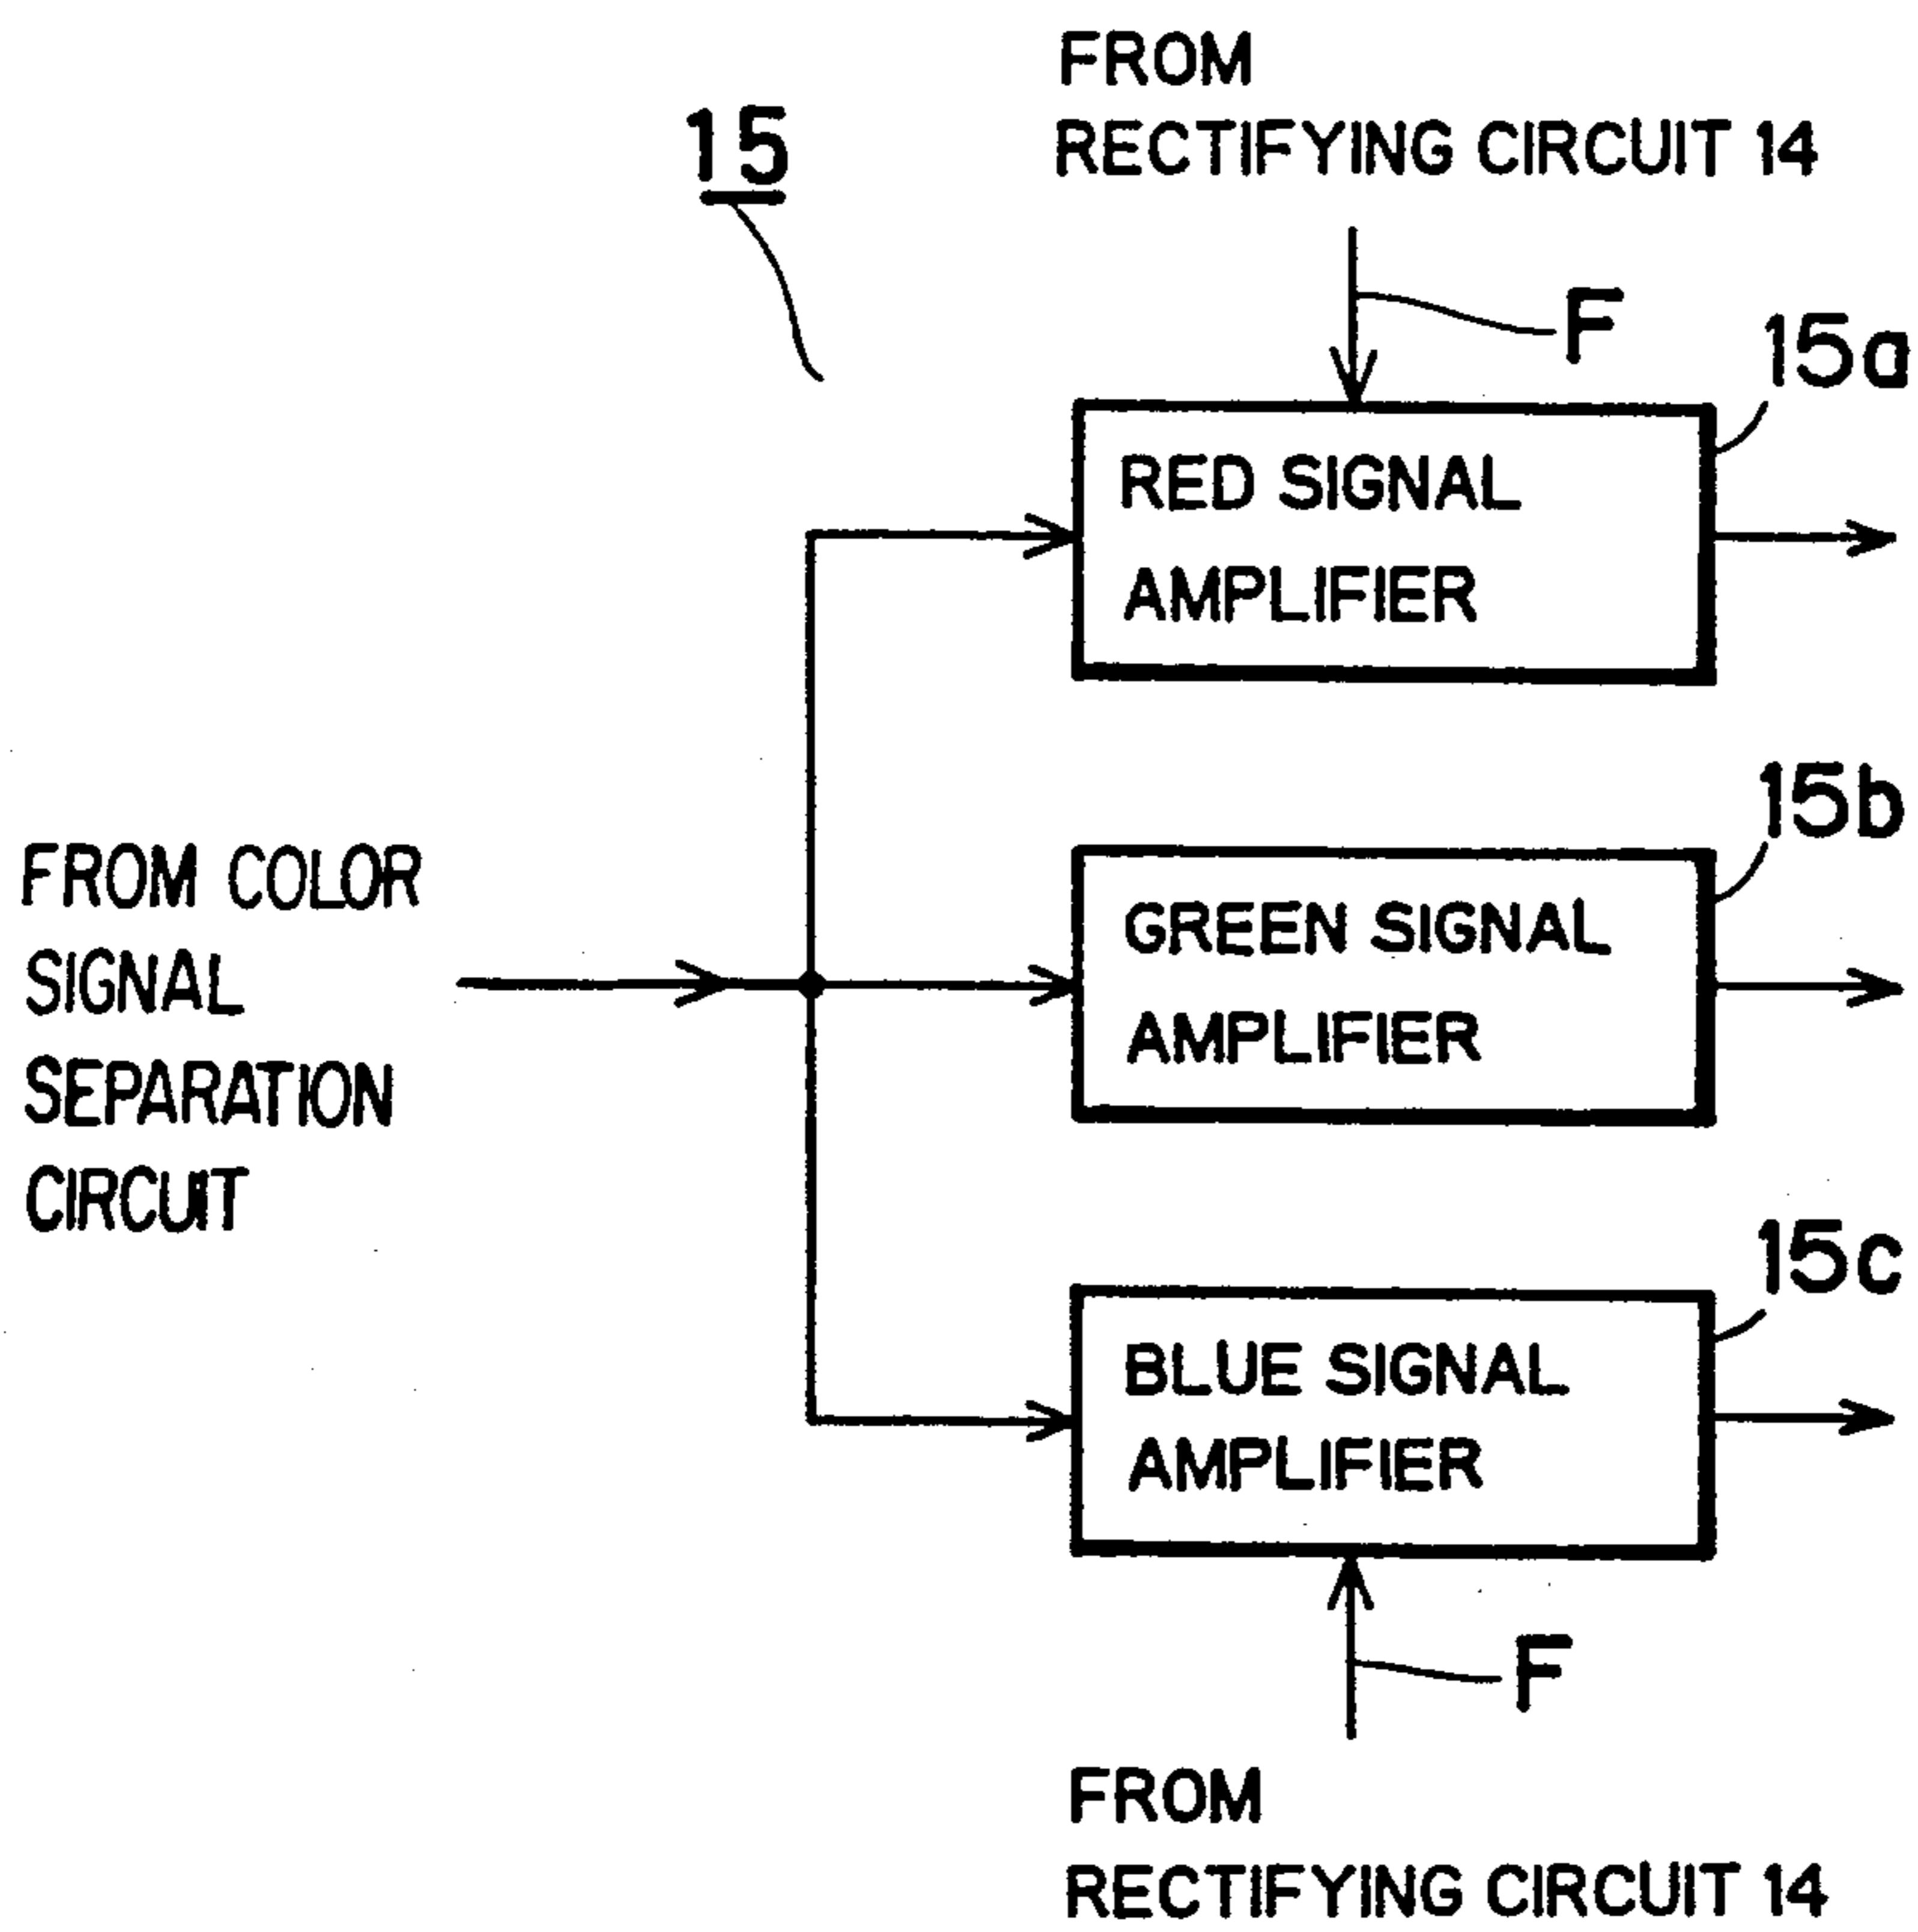 FROM
RECTIFYING CIRCUIT 14
15
F
15a
RED SIGNAL
AMPLIFIER
15b
FROM COLOR
SIGNAL
SEPARATION
CIRCUIT
GREEN SIGNAL
AMPLIFIER
15c
BLUE SIGNAL
AMPLIFIER
F
FROM
RECTIFYING CIRCUIT 14